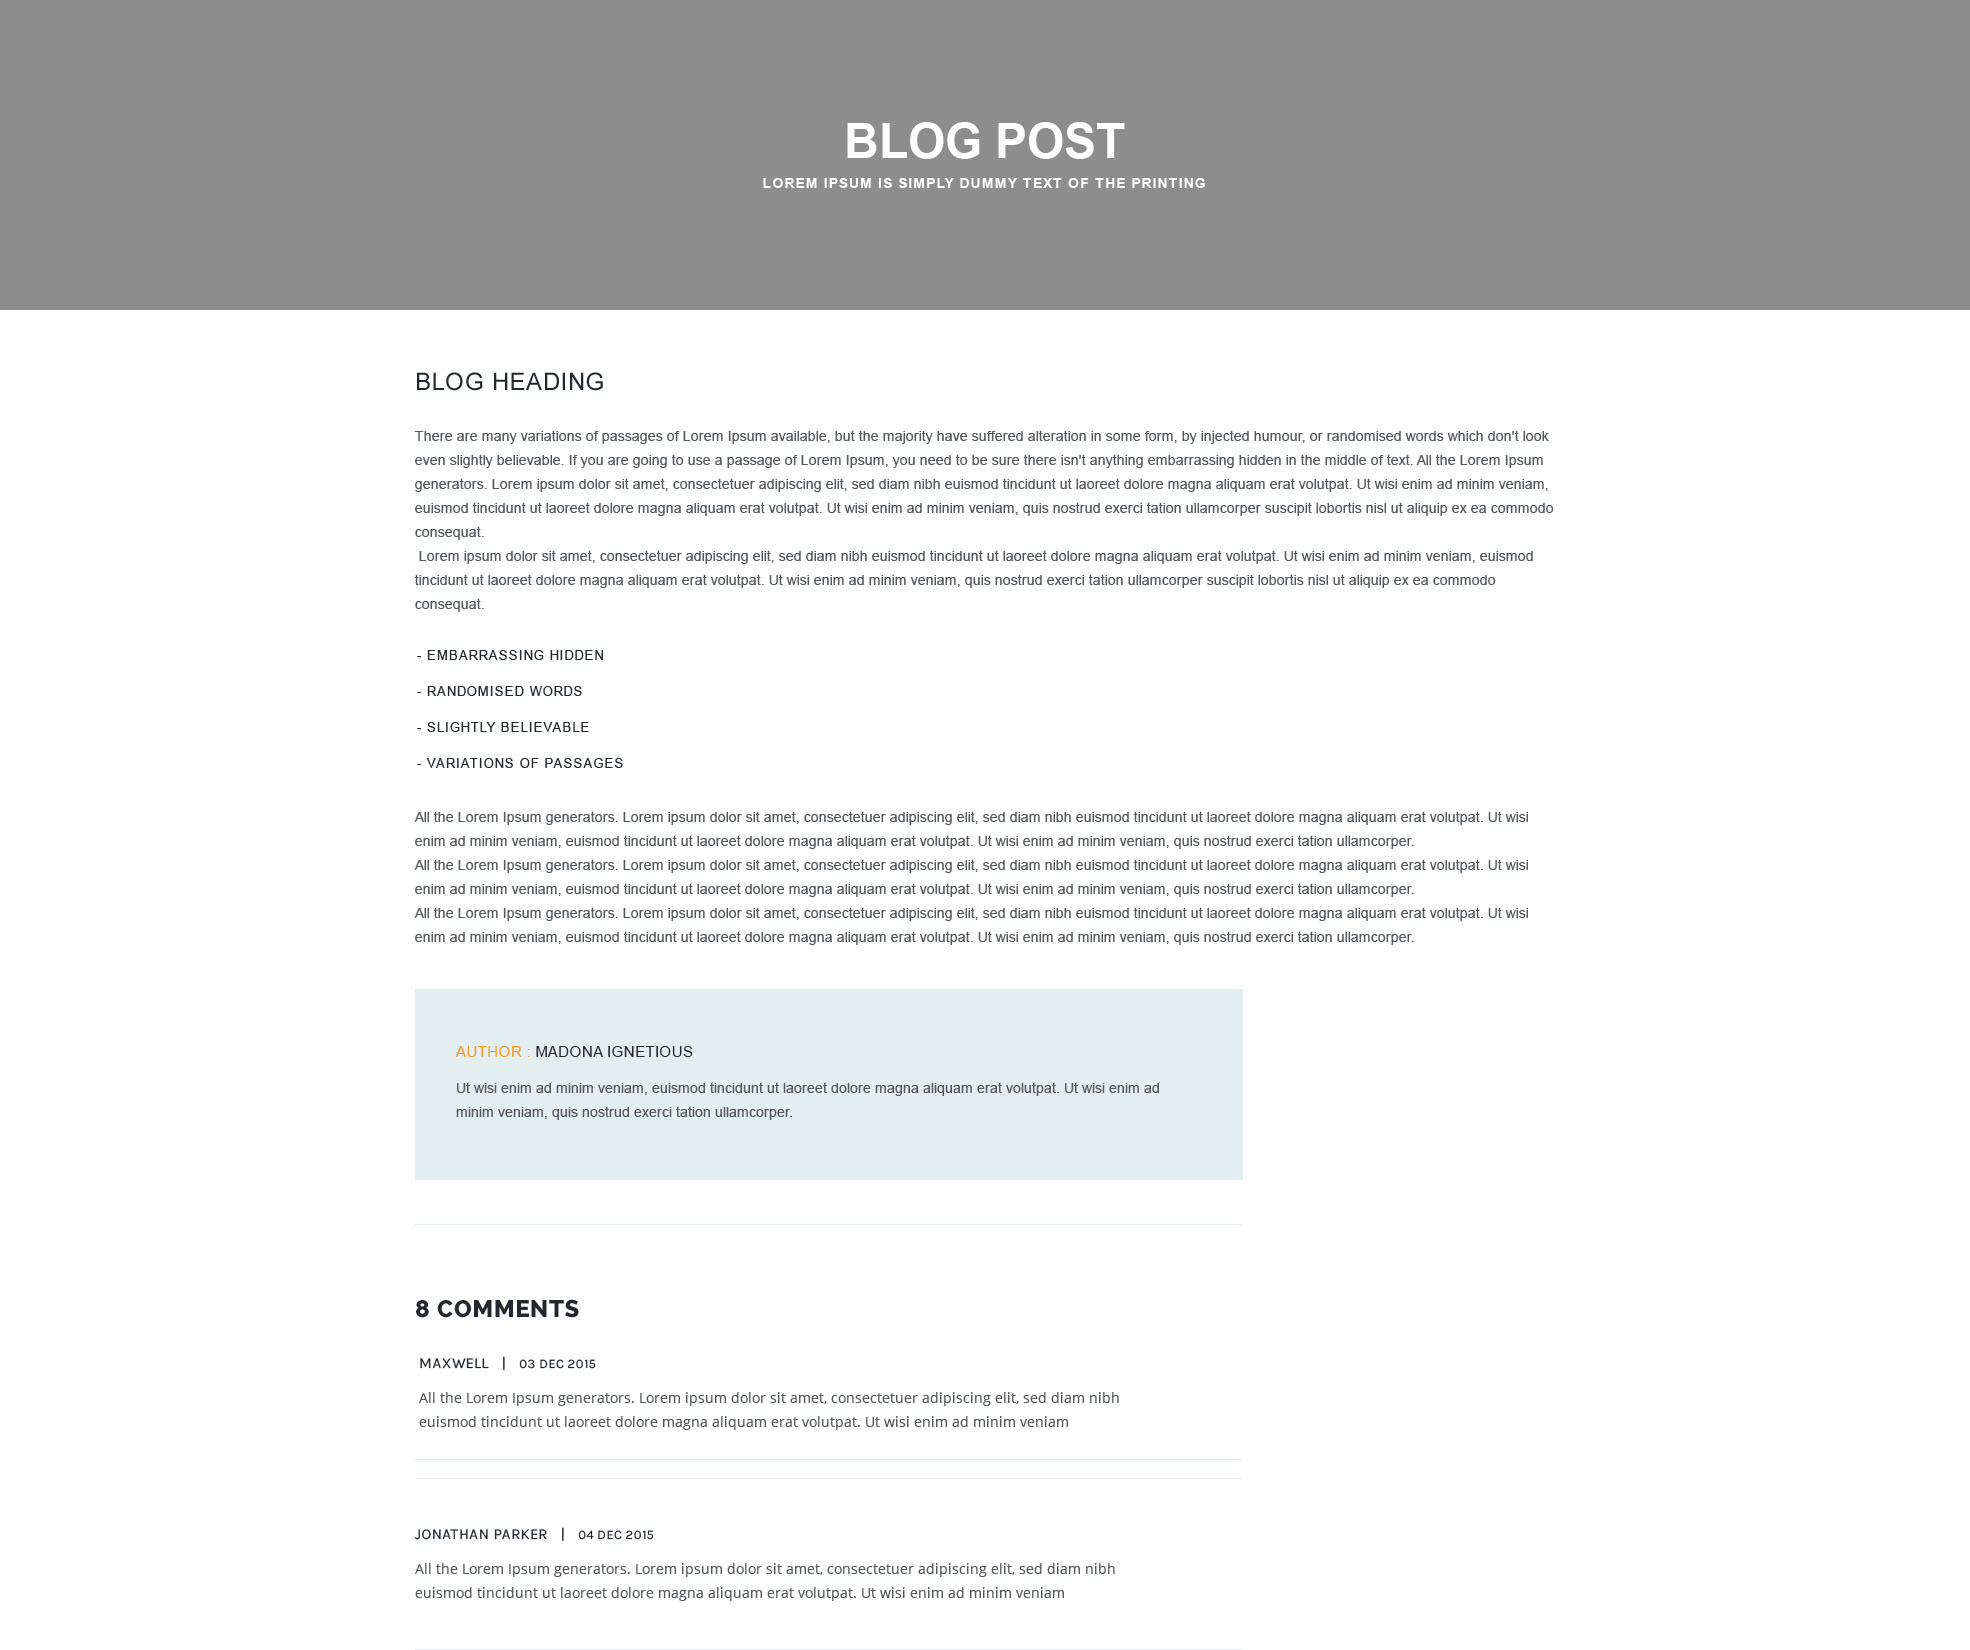 BLOG POST
LOREM IPSUM IS SIMPLY DUMMY TEXT OF THE PRINTING
BLOG HEADING
There are many variations of passages of Lorem Ipsum available, but the majority have suffered alteration in some form, by injected humour, or randomised words which don't look
even slightly believable. If you are going to use a passage of Lorem Ipsum, you need to be sure there isn't anything embarrassing hidden in the middle of text. All the Lorem Ipsum
generators. Lorem ipsum dolor sit amet, consectetuer adipiscing elit, sed diam nibh euismod tincidunt ut laoreet dolore magna aliquam erat volutpat. Ut wisi enim ad minim veniam,
euismod tincidunt ut laoreet dolore magna aliquam erat volutpat. Ut wisi enim ad minim veniam, quis nostrud exerci tation ullamcorper suscipit lobortis nisl ut aliquip ex ea commodo
consequat.
Lorem ipsum dolor sit amet, consectetuer adipiscing elit, sed diam nibh euismod tincidunt ut laoreet dolore magna aliquam erat volutpat. Ut wisi enim ad minim veniam, euismod
tincidunt ut laoreet dolore magna aliquam erat volutpat. Ut wisi enim ad minim veniam, quis nostrud exerci tation ullamcorper suscipit lobortis nisl ut aliquip ex ea commodo
consequat.
- EMBARRASSING HIDDEN
- RANDOMISED WORDS
- SLIGHTLY BELIEVABLE
- VARIATIONS OF PASSAGES
All the Lorem Ipsum generators. Lorem ipsum dolor sit amet, consectetuer adipiscing elit, sed diam nibh euismod tincidunt ut laoreet dolore magna aliquam erat volutpat. Ut wisi
enim ad minim veniam, euismod tincidunt ut laoreet dolore magna aliquam erat volutpat. Ut wisi enim ad minim veniam, quis nostrud exerci tation ullamcorper.
All the Lorem Ipsum generators. Lorem ipsum dolor sit amet, consectetuer adipiscing elit, sed diam nibh euismod tincidunt ut laoreet dolore magna aliquam erat volutpat. Ut wisi
enim ad minim veniam, euismod tincidunt ut laoreet dolore magna aliquam erat volutpat. Ut wisi enim ad minim veniam, quis nostrud exerci tation ullamcorper.
All the Lorem Ipsum generators. Lorem ipsum dolor sit amet, consectetuer adipiscing elit, sed diam nibh euismod tincidunt ut laoreet dolore magna aliquam erat volutpat. Ut wisi
enim ad minim veniam, euismod tincidunt ut laoreet dolore magna aliquam erat volutpat. Ut wisi enim ad minim veniam, quis nostrud exerci tation ullamcorper.
AUTHOR : MADONA IGNETIOUS
Ut wisi enim ad minim veniam, euismod tincidunt ut laoreet dolore magna aliquam erat volutpat. Ut wisi enim ad
minim veniam, quis nostrud exerci tation ullamcorper.
8 COMMENTS
MAXWELL | 03 DEC 2015
All the Lorem Ipsum generators. Lorem ipsum dolor sit amet, consectetuer adipiscing elit, sed diam nibh
euismod tincidunt ut laoreet dolore magna aliquam erat volutpat. Ut wisi enim ad minim veniam
JONATHAN PARKER | 04 DEC 2015
All the Lorem Ipsum generators. Lorem ipsum dolor sit amet, consectetuer adipiscing elit, sed diam nibh
euismod tincidunt ut laoreet dolore magna aliquam erat volutpat. Ut wisi enim ad minim veniam